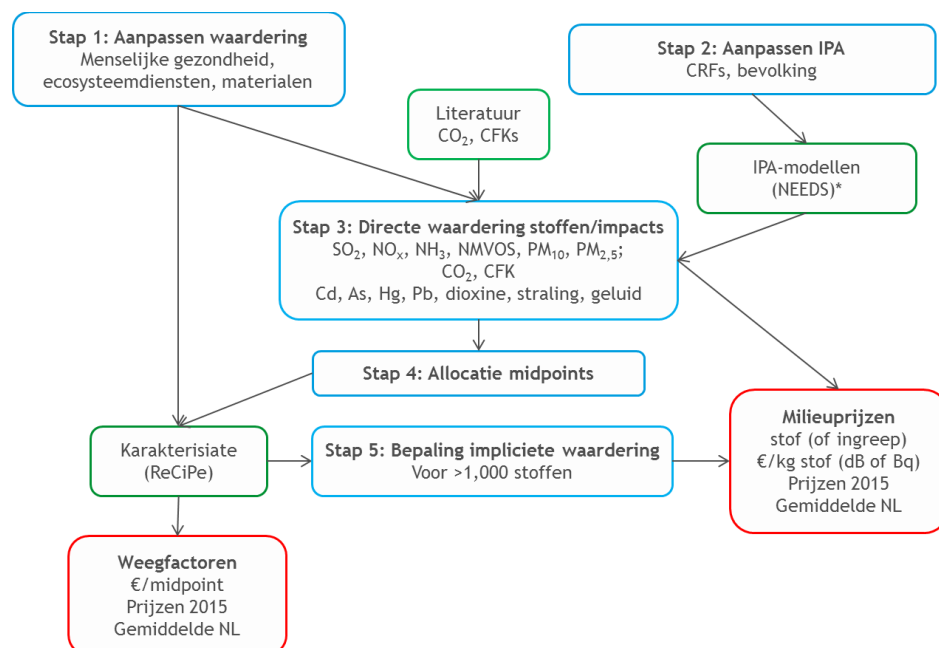 Stap 1: Aanpassen waardering
Menselijke gezondheid,
ecosysteemdiensten, materialen
Stap 2: Aanpassen IPA
CRFs, bevolking
Literatuur
CO₂, CFKs
IPA-modellen
(NEEDS)*
Stap 3: Directe waardering stoffen/impacts
SO₂, NOₓ, NH₃, NMVOS, PM₁₀, PM₂,₅;
CO₂, CFK
Cd, As, Hg, Pb, dioxine, straling, geluid
Stap 4: Allocatie midpoints
Karakterisiate
(ReCiPe)
Stap 5: Bepaling impliciete waardering
Voor >1,000 stoffen
Milieuprijzen
stof (of ingreep)
€/kg stof (dB of Bq)
Prijzen 2015
Gemiddelde NL
Weegfactoren
€/midpoint
Prijzen 2015
Gemiddelde NL